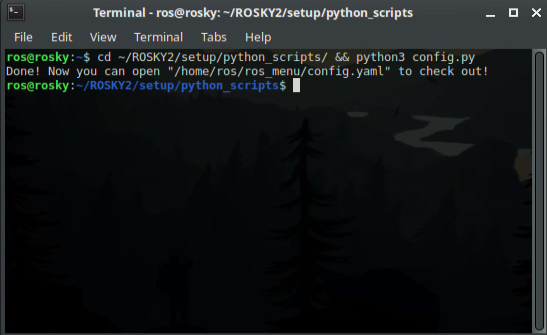 Terminal - ros@rosky: ~/ROSKY2/setup/python_scripts
File Edit View Terminal Tabs Help
ros@rosky:~$ cd ~/ROSKY2/setup/python_scripts/ && python3 config.py
Done! Now you can open "/home/ros/ros_menu/config.yaml" to check out!
ros@rosky:~/ROSKY2/setup/python_scripts$